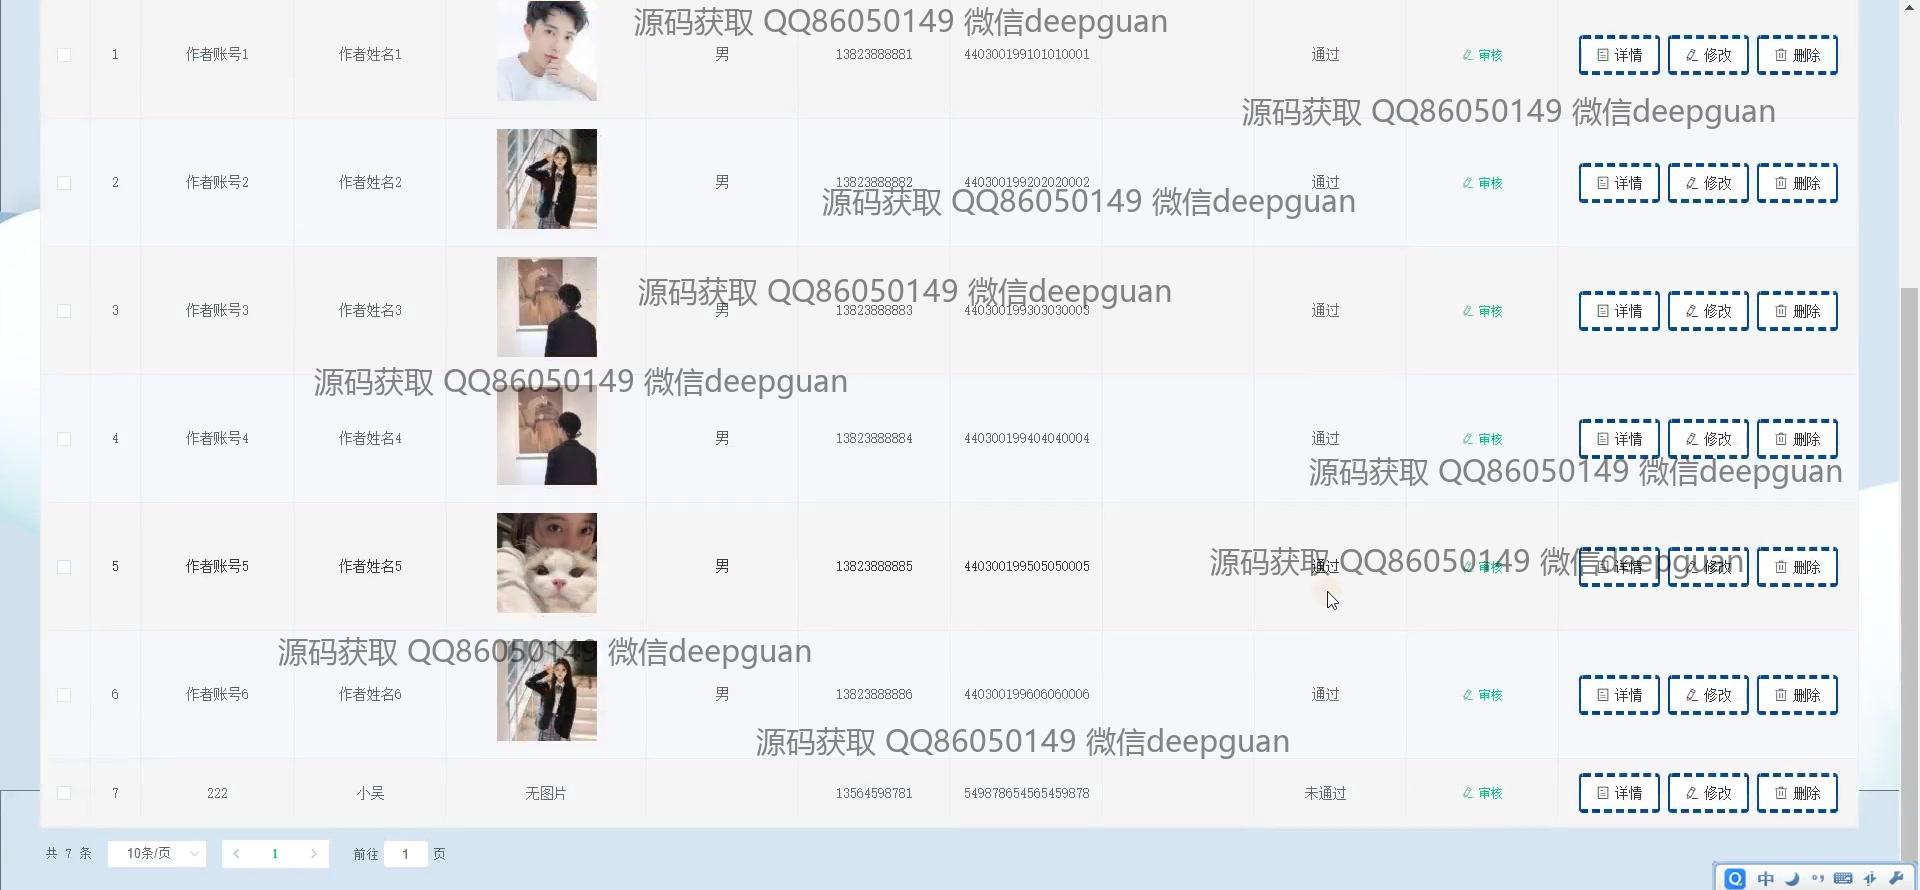 源码获取 QQ86050149 微信deepguan
1 作者账号1 作者姓名1 男 13823888881 440300199101010001 通过 审核 详情 修改 删除
源码获取 QQ86050149 微信deepguan
2 作者账号2 作者姓名2 男 13823888882 440300199202020002 通过 审核 详情 修改 删除
源码获取 QQ86050149 微信deepguan
源码获取 QQ86050149 微信deepguan
3 作者账号3 作者姓名3 男 13823888883 440300199303030003 通过 审核 详情 修改 删除
源码获取 QQ86050149 微信deepguan
4 作者账号4 作者姓名4 男 13823888884 440300199404040004 通过 审核 详情 修改 删除
源码获取 QQ86050149 微信deepguan
源码获取 QQ86050149 微信deepguan
5 作者账号5 作者姓名5 男 13823888885 440300199505050005 通过 审核 详情 修改 删除
源码获取 QQ86050149 微信deepguan
6 作者账号6 作者姓名6 男 13823888886 440300199606060006 通过 审核 详情 修改 删除
源码获取 QQ86050149 微信deepguan
7 222 小吴 无图片 13564598781 549878654565459878 未通过 审核 详情 修改 删除
共 7 条 10条/页 1 前往 1 页
中